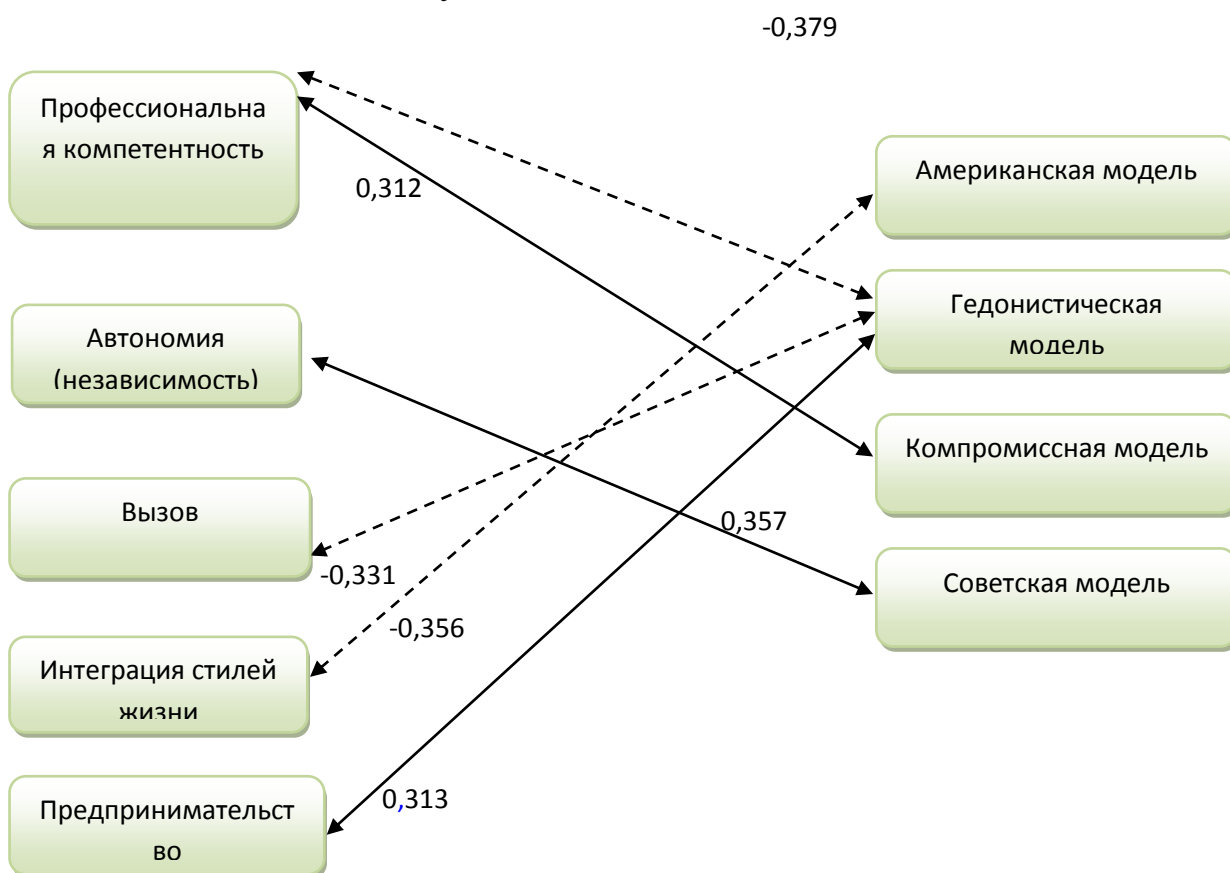 -0,379
Профессиональна
я компетентность
Американская модель
0,312
Гедонистическая
модель
Автономия
(независимость)
Компромиссная модель
Вызов
0,357
-0,331
Советская модель
-0,356
Интеграция стилей
жизни
Предпринимательст
во
0,313